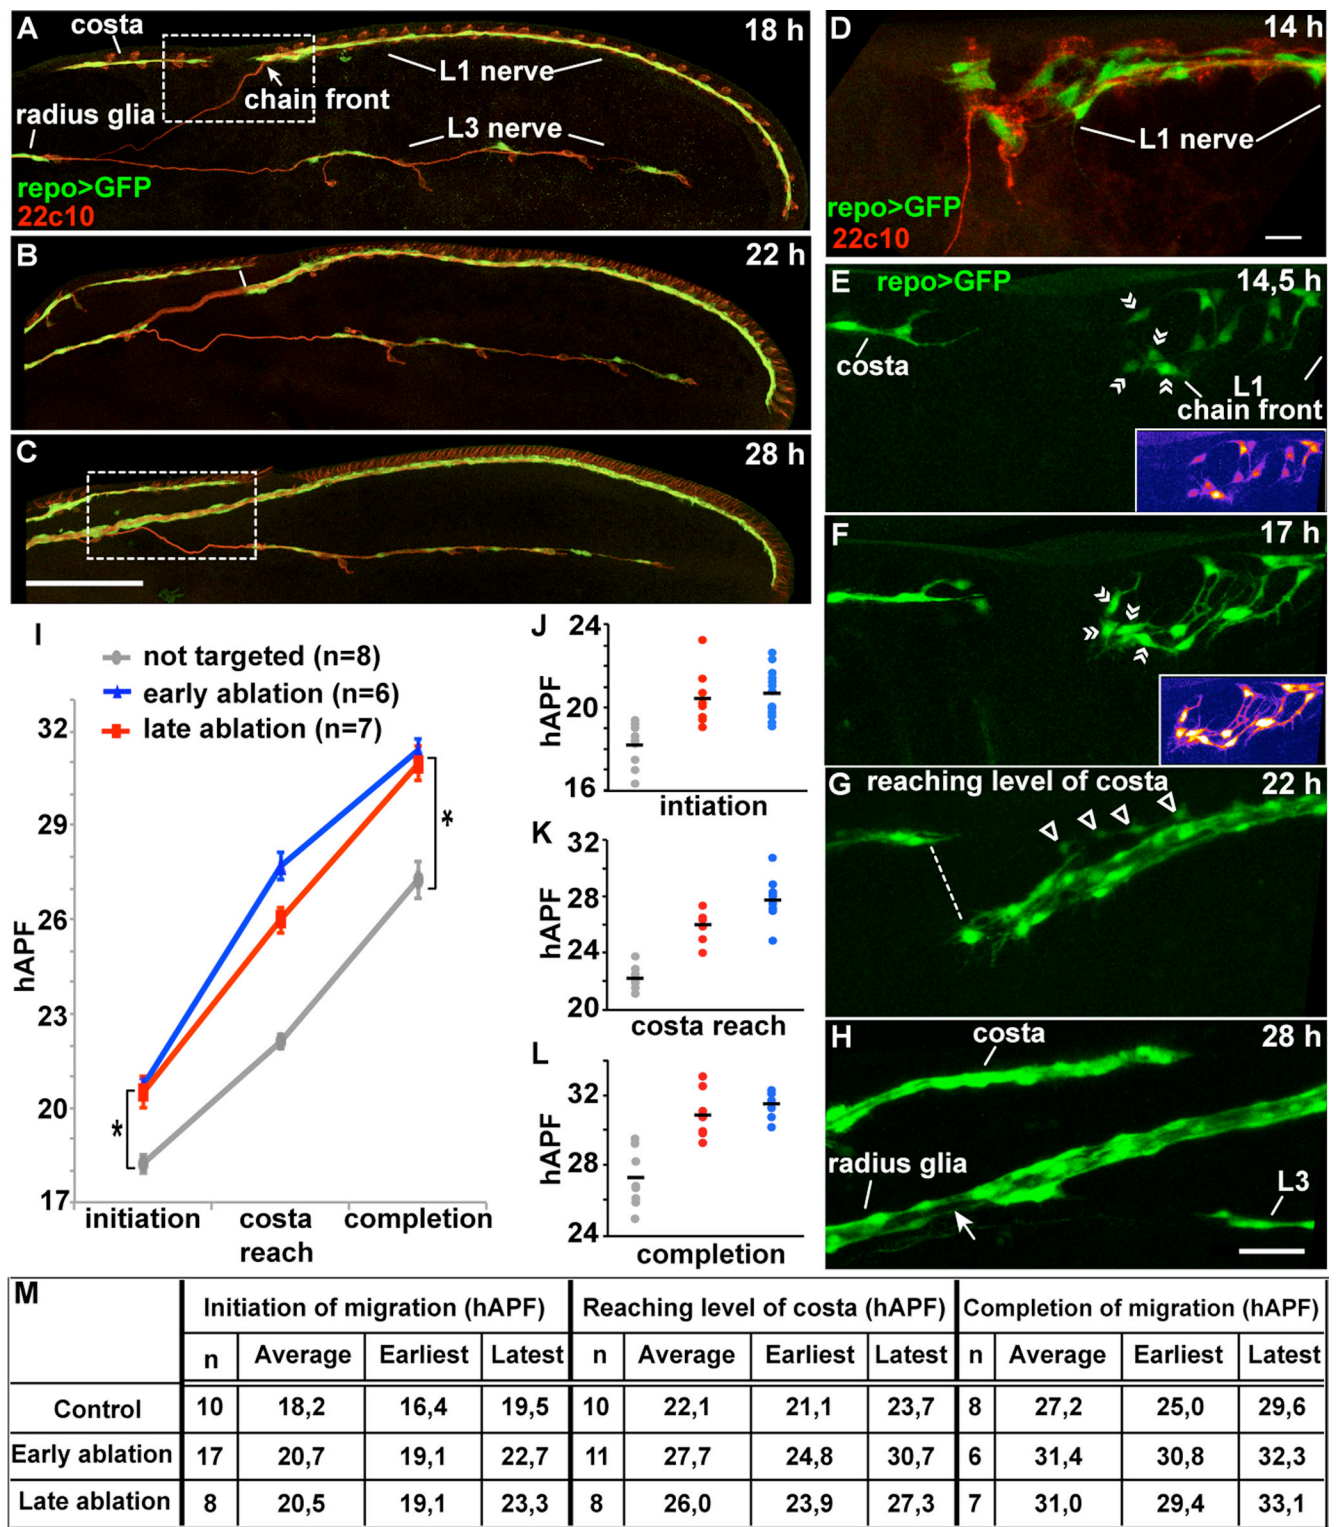 A
costa
18 h
L1 nerve
chain front
radius glia
L3 nerve
repo>GFP
22c10
B
22 h
C
28 h
D
14 h
L1 nerve
repo>GFP
22c10
E
repo>GFP
14,5 h
costa
L1
chain front
F
17 h
G
reaching level of costa
22 h
H
costa
28 h
radius glia
L3
I
not targeted (n=8)
early ablation (n=6)
late ablation (n=7)
hAPF
32
29
26
23
20
17
*
*
initiation
costa
reach
completion
J
24
20
16
hAPF
intiation
K
32
28
24
20
hAPF
costa reach
L
32
28
24
hAPF
completion
M
Initiation of migration (hAPF) Reaching level of costa (hAPF) Completion of migration (hAPF)
n Average Earliest Latest n Average Earliest Latest n Average Earliest Latest
Control 10 18,2 16,4 19,5 10 22,1 21,1 23,7 8 27,2 25,0 29,6
Early ablation 17 20,7 19,1 22,7 11 27,7 24,8 30,7 6 31,4 30,8 32,3
Late ablation 8 20,5 19,1 23,3 8 26,0 23,9 27,3 7 31,0 29,4 33,1